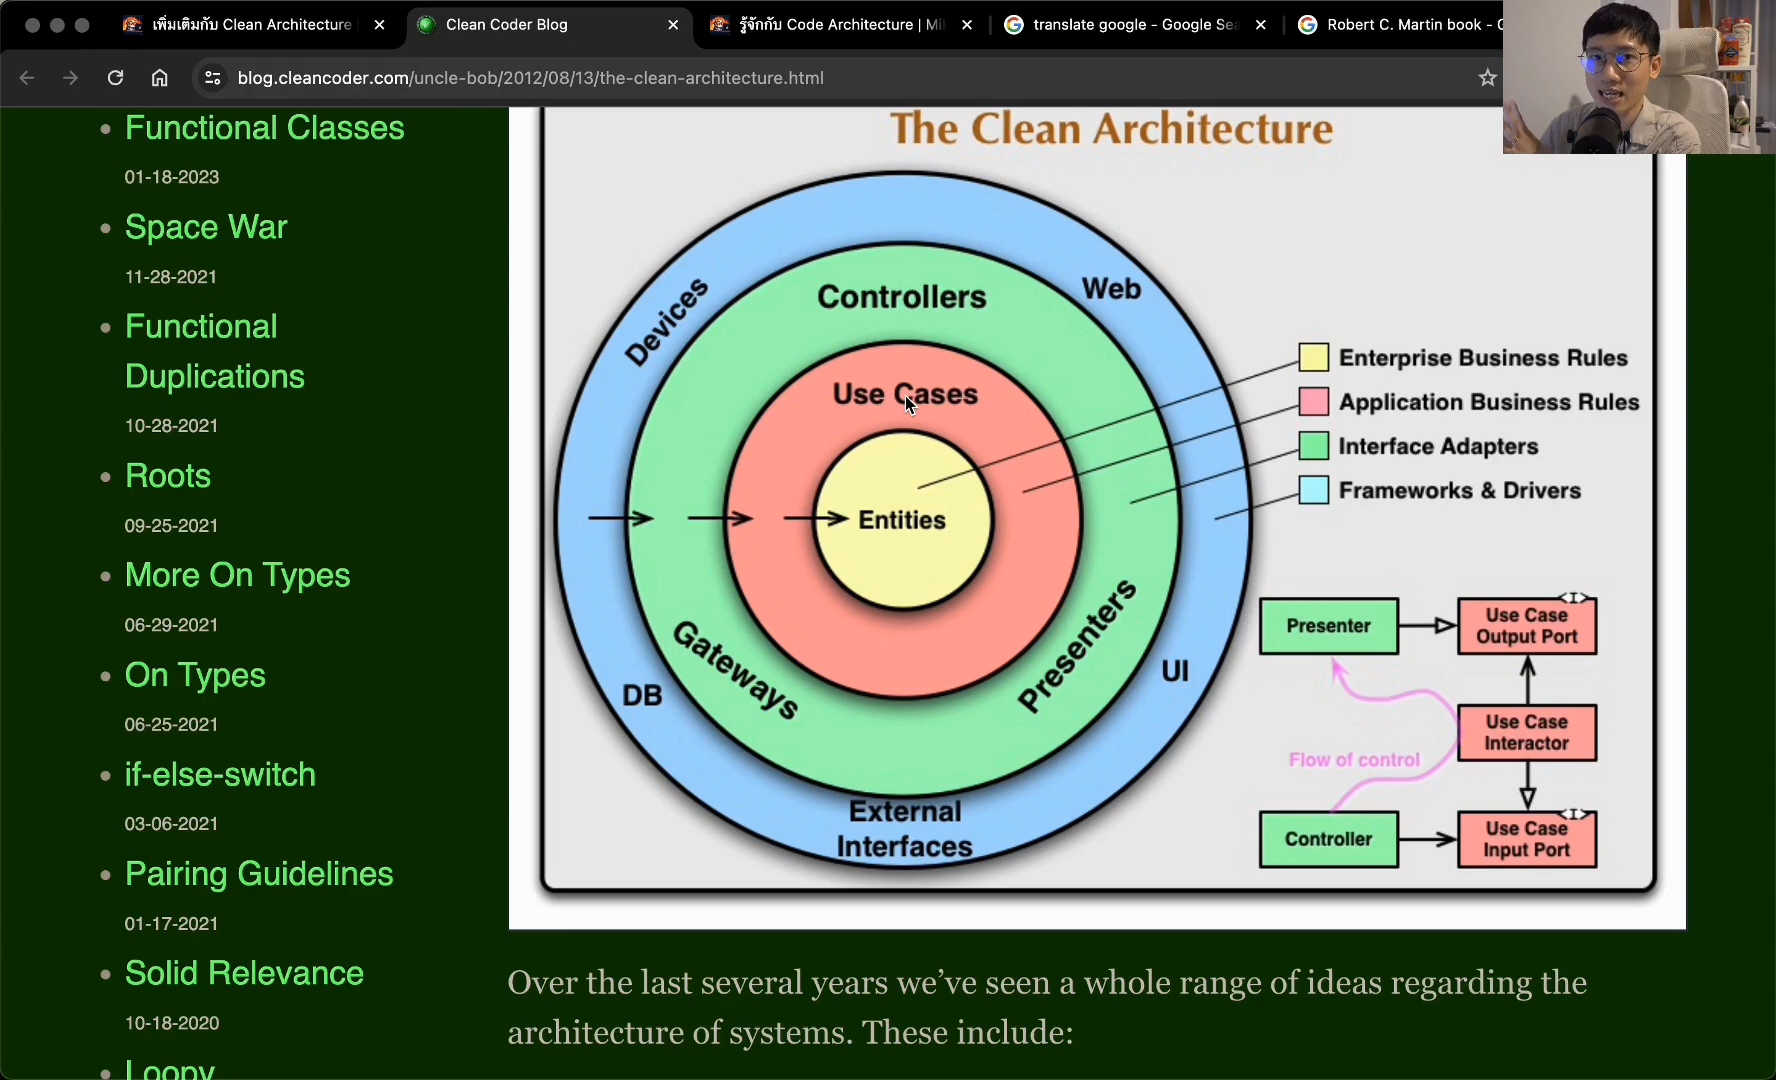 เพิ่มเติมกับ Clean Architecture
Clean Coder Blog
รู้จักกับ Code Architecture | Mi
translate google - Google Sea
Robert C. Martin book - G
blog.cleancoder.com/uncle-bob/2012/08/13/the-clean-architecture.html
Functional Classes
01-18-2023
Space War
11-28-2021
Functional
Duplications
10-28-2021
Roots
09-25-2021
More On Types
06-29-2021
On Types
06-25-2021
if-else-switch
03-06-2021
Pairing Guidelines
01-17-2021
Solid Relevance
10-18-2020
Loopy
The Clean Architecture
Devices
Controllers
Web
Use Cases
Entities
Gateways
Presenters
DB
UI
External
Interfaces
Enterprise Business Rules
Application Business Rules
Interface Adapters
Frameworks & Drivers
Presenter
<I>
Use Case
Output Port
Use Case
Interactor
Flow of control
Controller
<I>
Use Case
Input Port
Over the last several years we’ve seen a whole range of ideas regarding the
architecture of systems. These include: